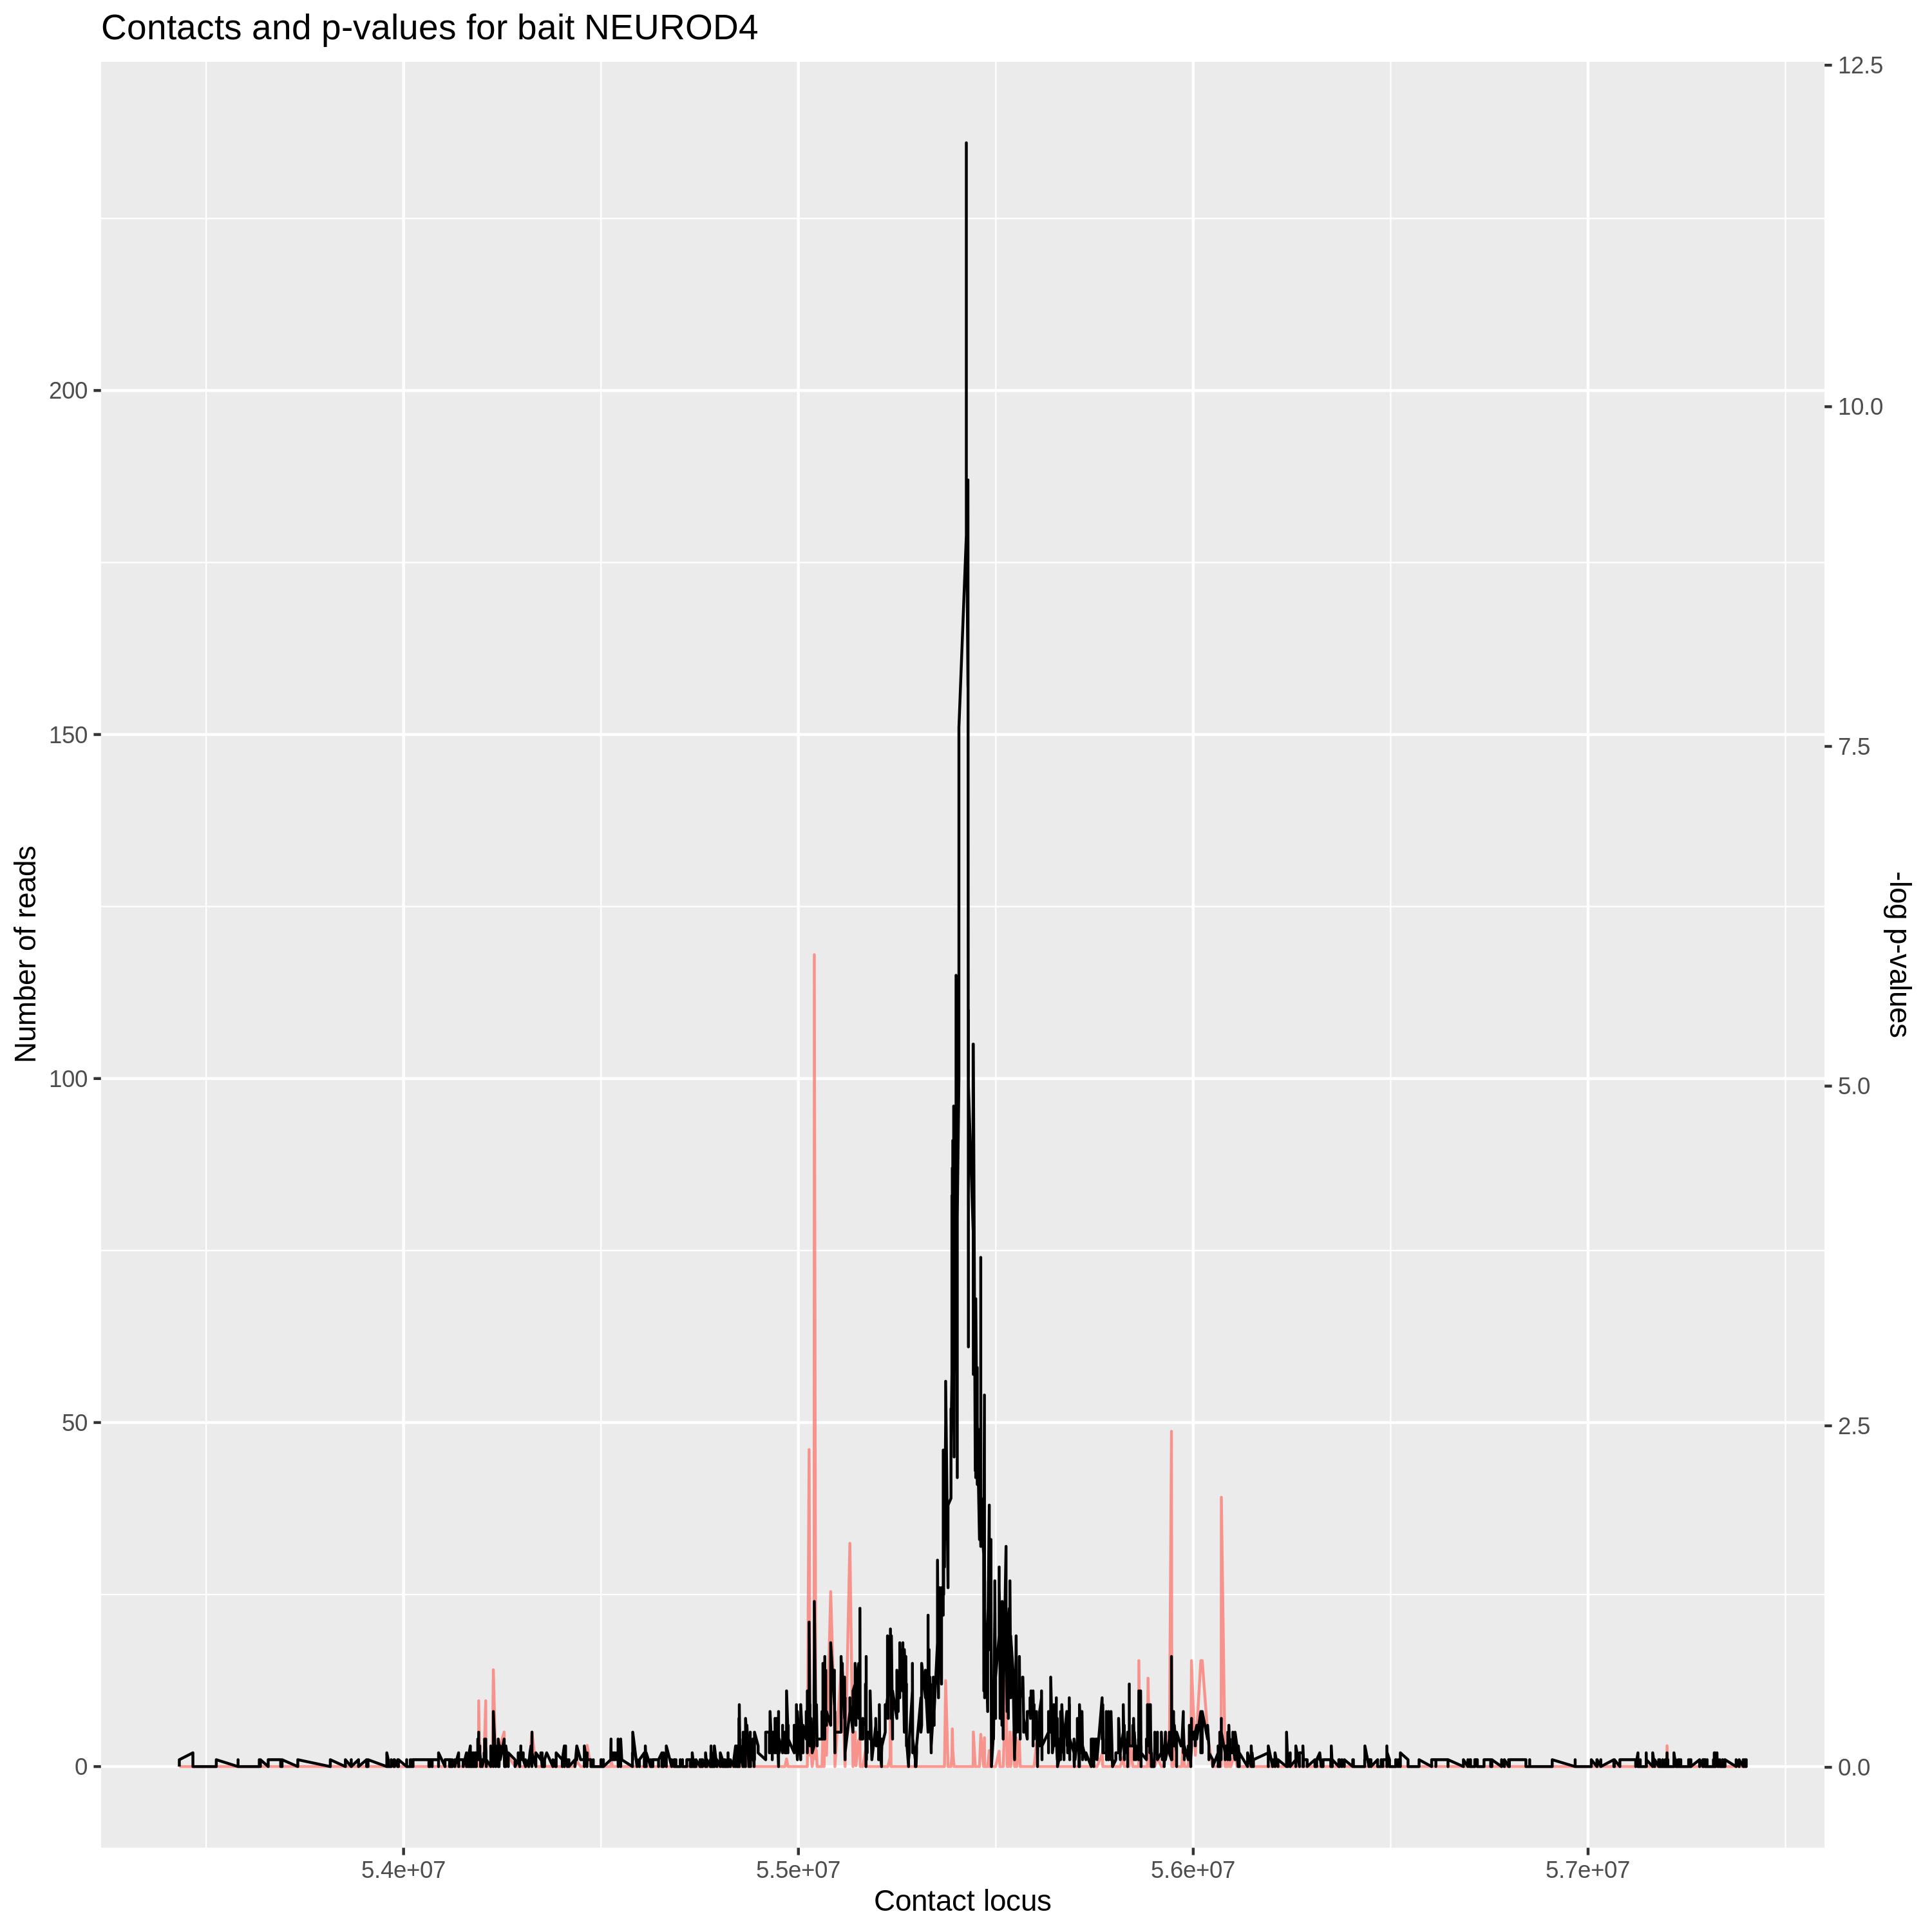 Contacts and p-values for bait NEUROD4
12.5
200
10.0
150
7.5
Number of reads
-log p-values
100
5.0
50
2.5
0
0.0
5.4e+07
5.5e+07
5.6e+07
5.7e+07
Contact locus